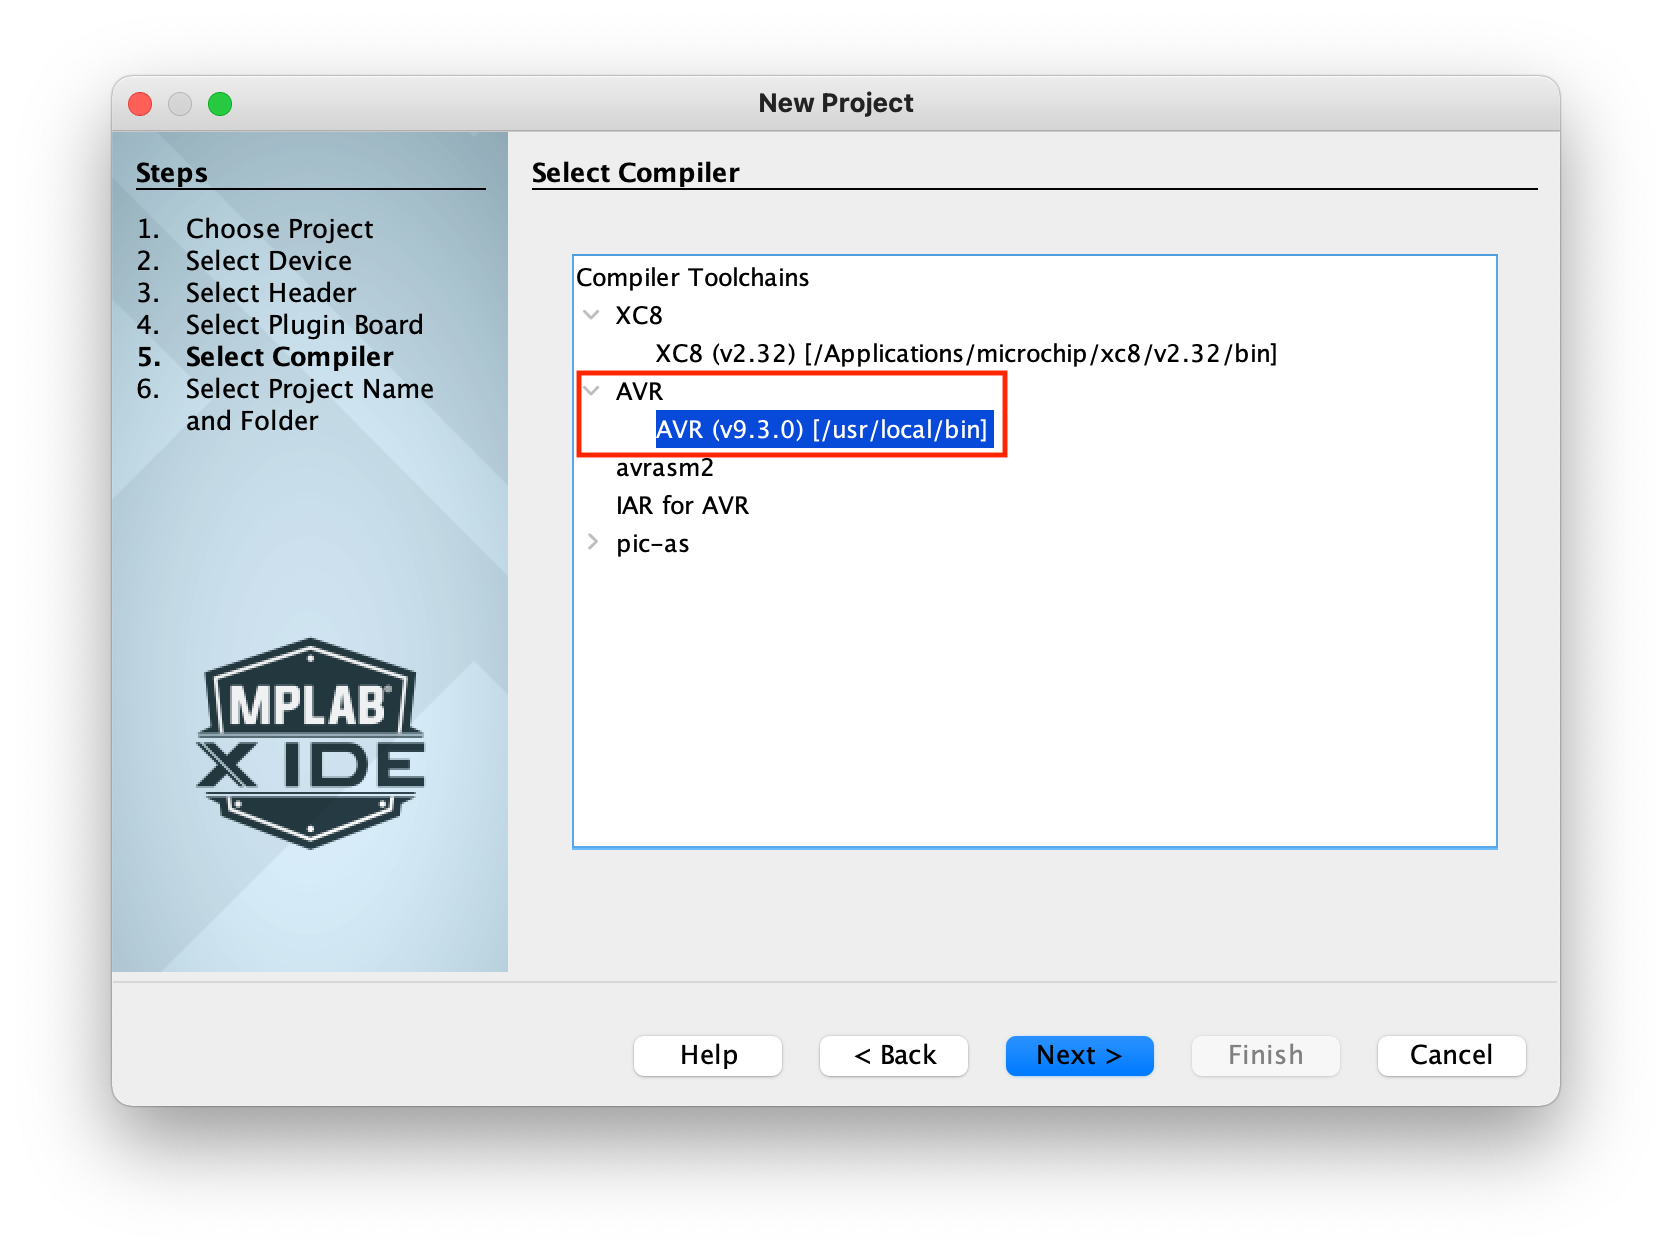 New Project
Steps
1. Choose Project
2. Select Device
3. Select Header
4. Select Plugin Board
5. Select Compiler
6. Select Project Name
and Folder
MPLAB®
X IDE
Select Compiler
Compiler Toolchains
XC8
XC8 (v2.32) [/Applications/microchip/xc8/v2.32/bin]
AVR
AVR (v9.3.0) [/usr/local/bin]
avrasm2
IAR for AVR
pic-as
Help
< Back
Next >
Finish
Cancel